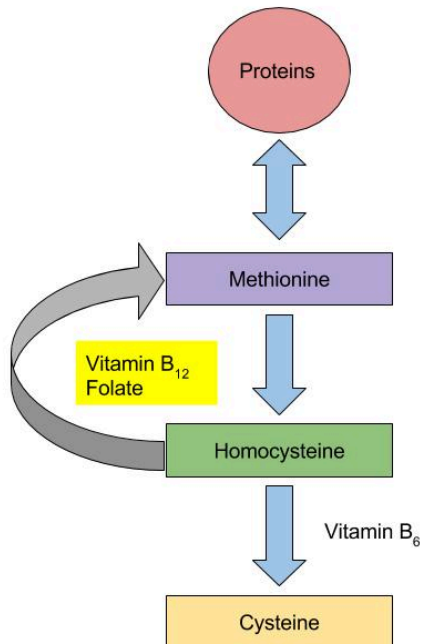 Proteins
Methionine
Vitamin B12
Folate
Homocysteine
Vitamin B6
Cysteine